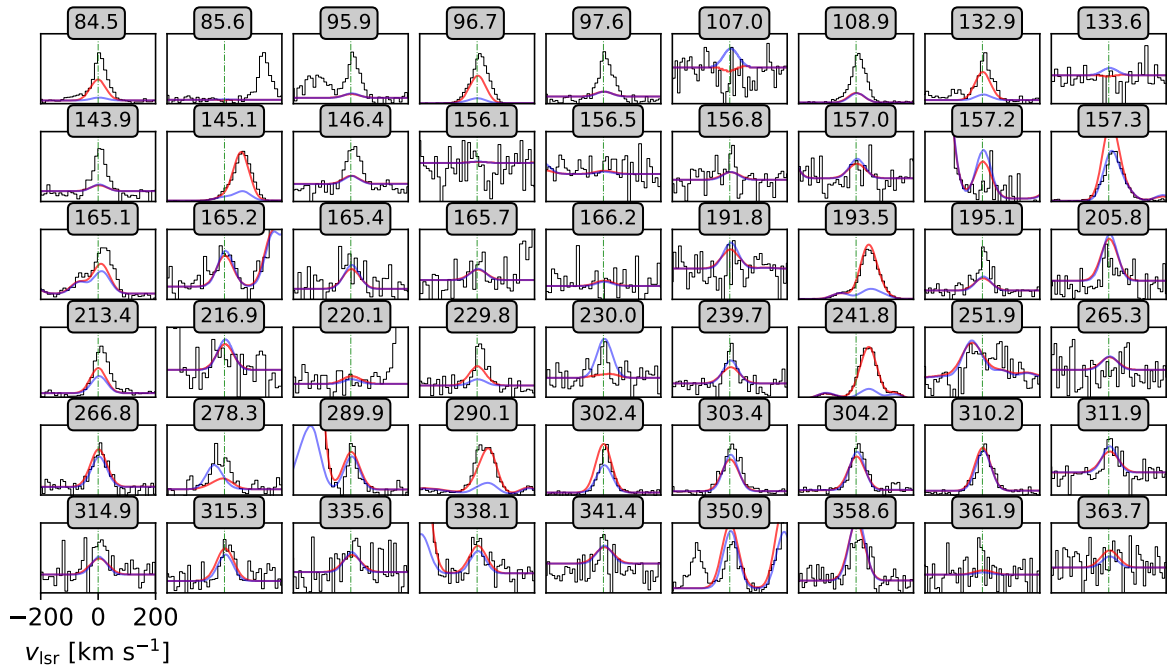 84.5 85.6 95.9 96.7 97.6 107.0 108.9 132.9 133.6
143.9 145.1 146.4 156.1 156.5 156.8 157.0 157.2 157.3
165.1 165.2 165.4 165.7 166.2 191.8 193.5 195.1 205.8
213.4 216.9 220.1 229.8 230.0 239.7 241.8 251.9 265.3
266.8 278.3 289.9 290.1 302.4 303.4 304.2 310.2 311.9
314.9 315.3 335.6 338.1 341.4 350.9 358.6 361.9 363.7
−200 0 200
v_lsr [km s⁻¹]